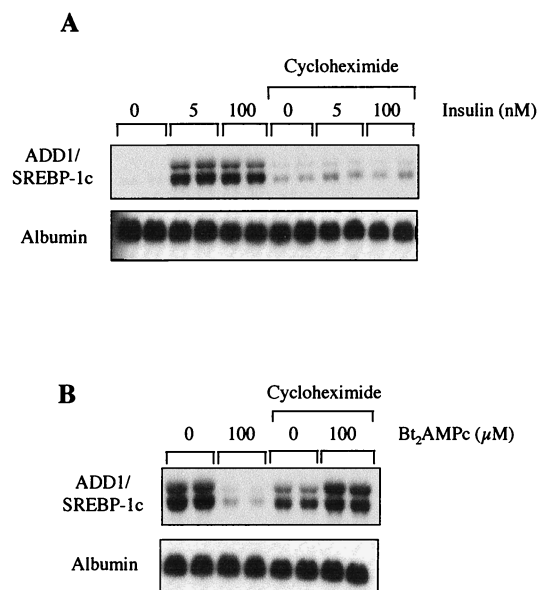 A
Cycloheximide
0 5 100 0 5 100 Insulin (nM)
ADD1/
SREBP-1c
Albumin
B
Cycloheximide
0 100 0 100 Bt₂AMPc (µM)
ADD1/
SREBP-1c
Albumin